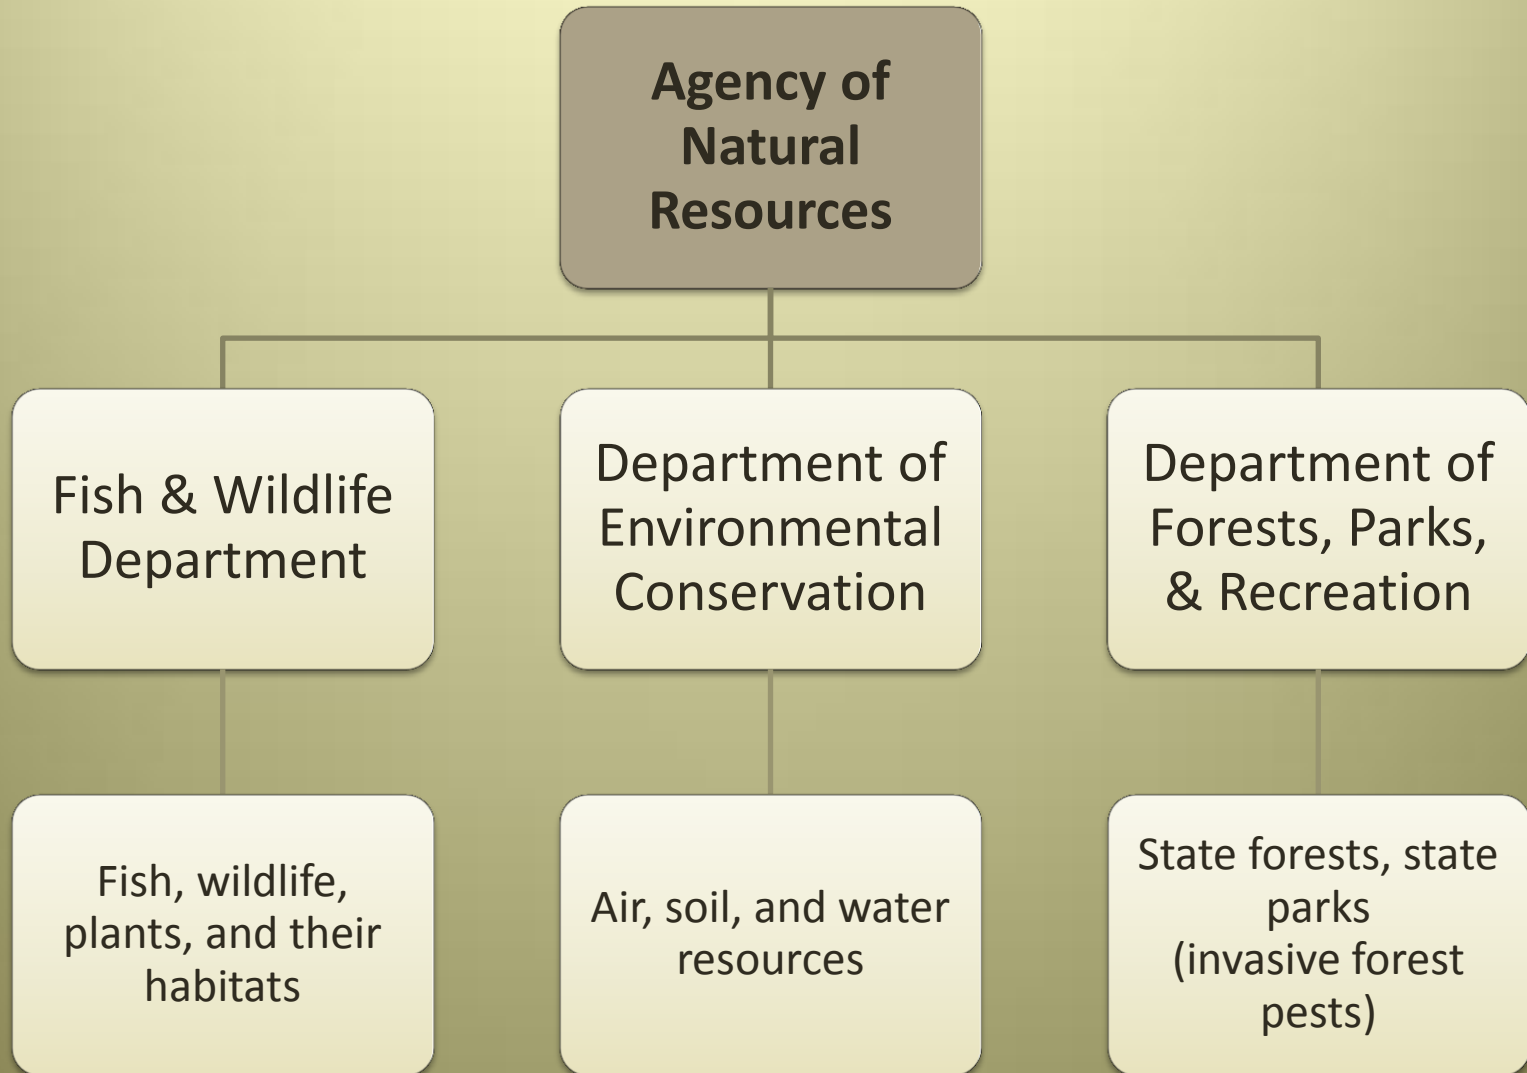 Agency of
Natural
Resources
Fish & Wildlife
Department
Department of
Environmental
Conservation
Department of
Forests, Parks,
& Recreation
Fish, wildlife,
plants, and their
habitats
Air, soil, and water
resources
State forests, state
parks
(invasive forest
pests)